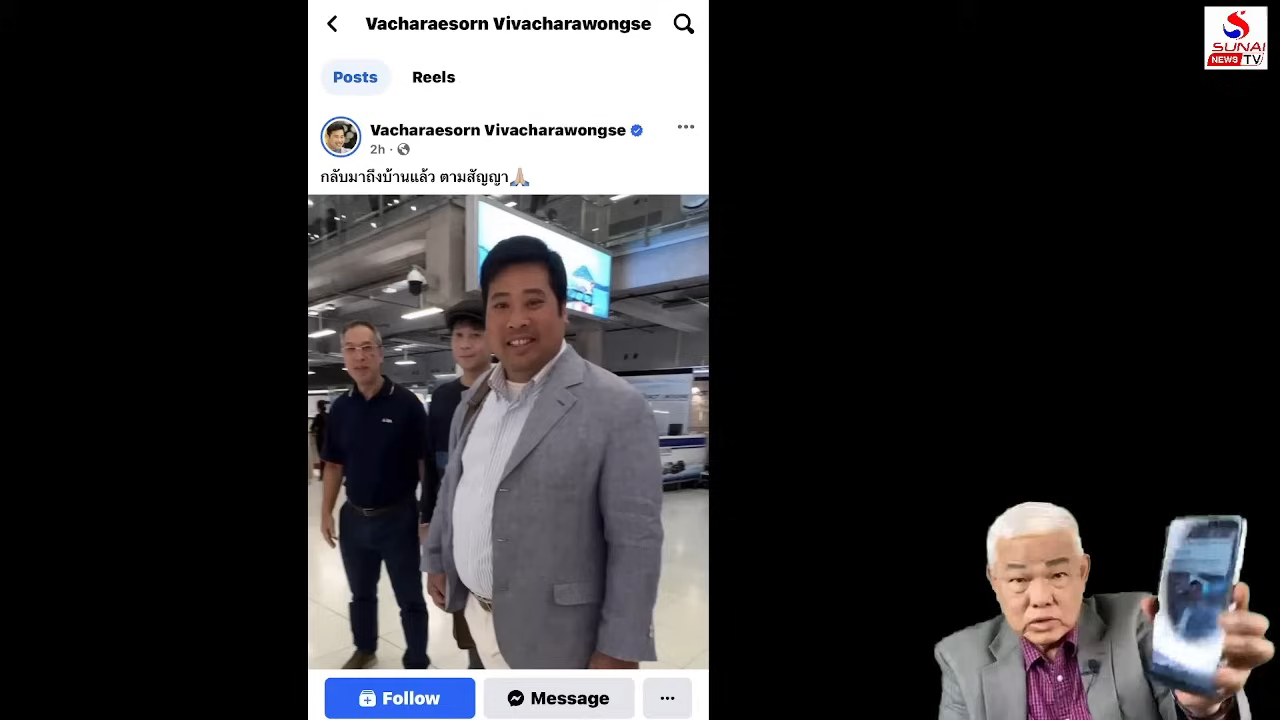 Vacharaesorn Vivacharawongse
Posts Reels
Vacharaesorn Vivacharawongse
2h ·
กลับมาถึงบ้านแล้ว ตามสัญญา🙏🏼
Follow Message
SUNAI
NEWS TV